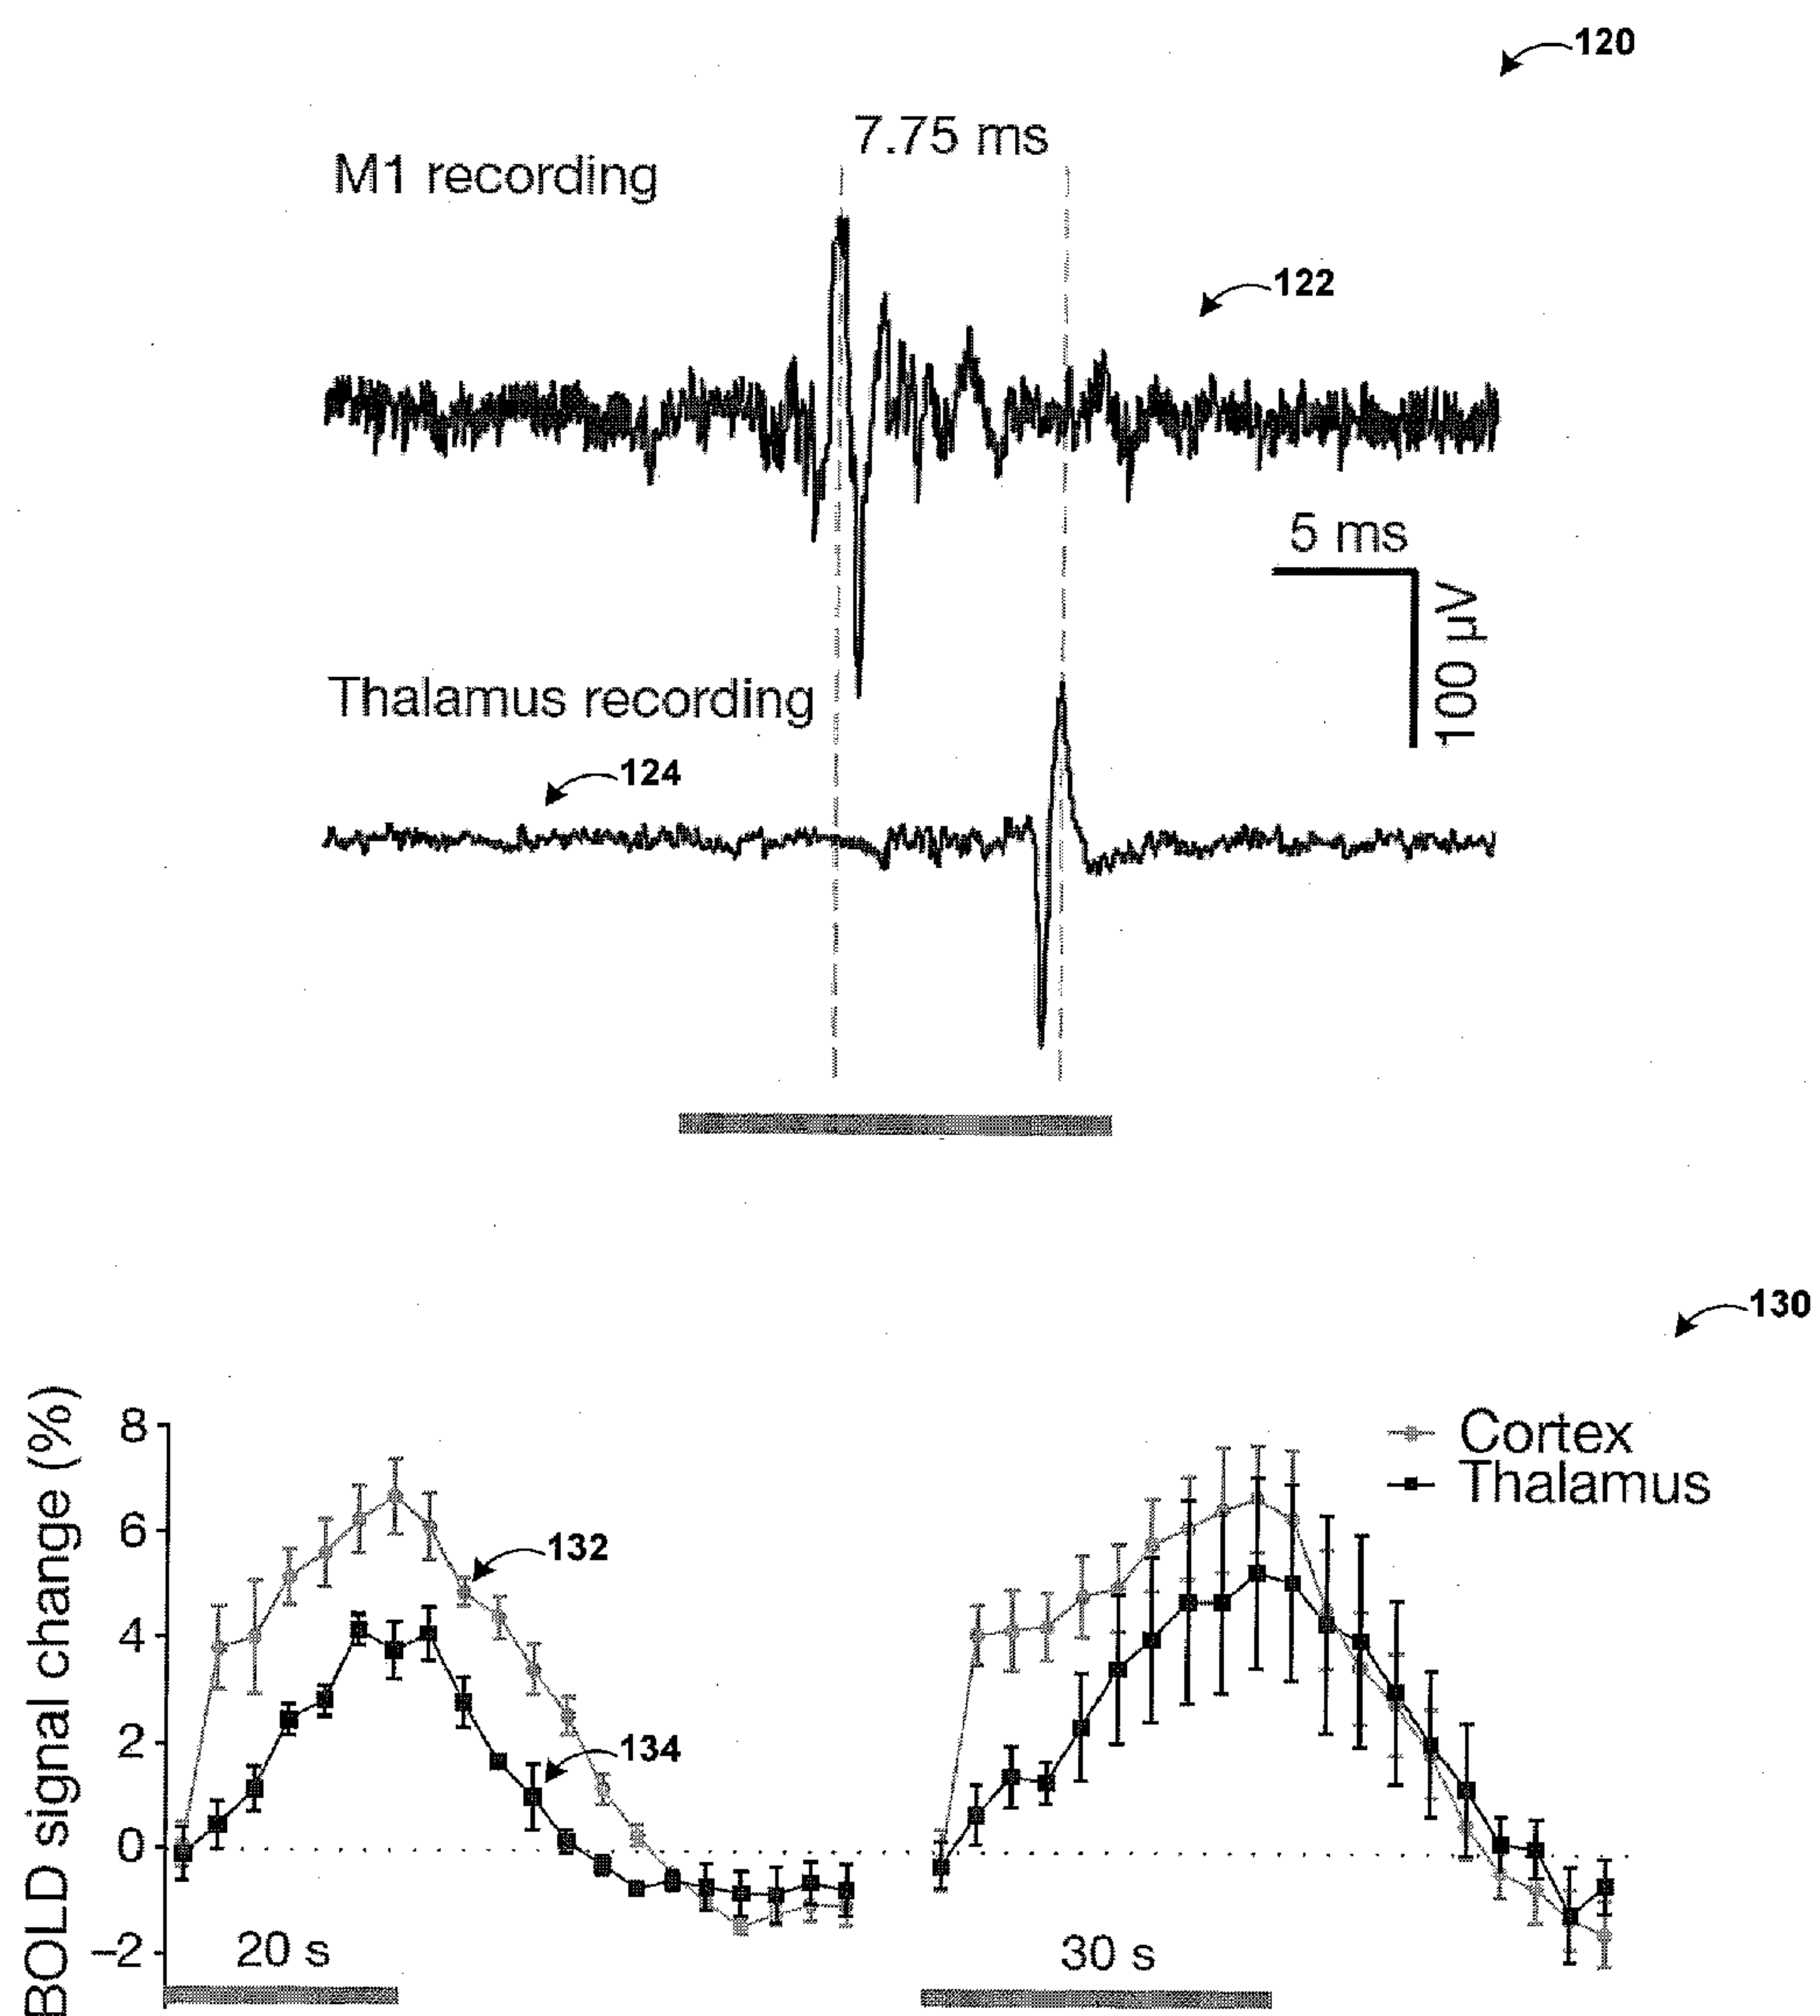 120
7.75 ms
M1 recording
122
5 ms
100 μV
Thalamus recording
124
130
BOLD signal change (%)
8
6
4
2
0
−2
Cortex
Thalamus
132
134
20 s
30 s